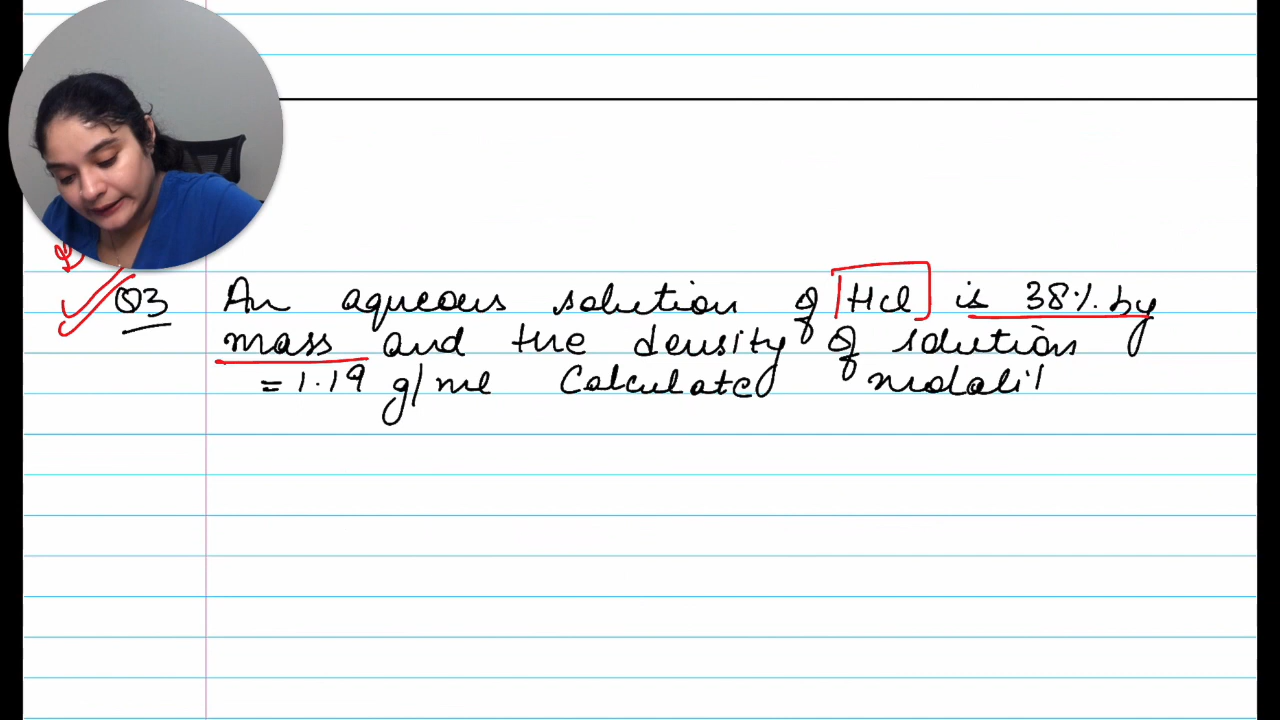 Q3 An aqueous solution of HCl is 38% by
mass and the density of solution
= 1.19 g/ml Calculate molali